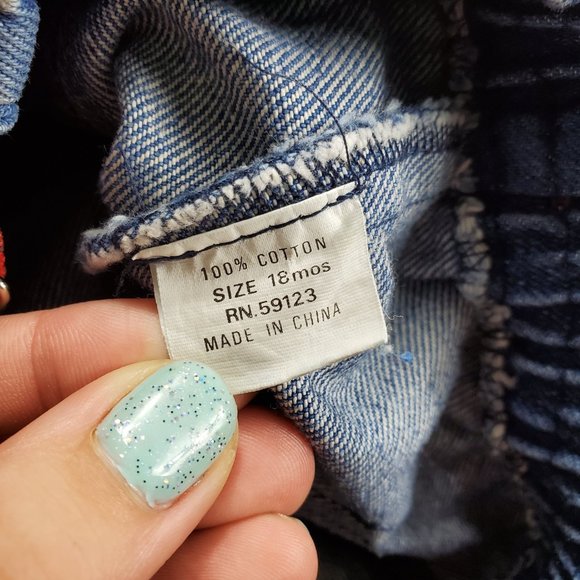 100% COTTON
SIZE 18mos
RN.59123
MADE IN CHINA